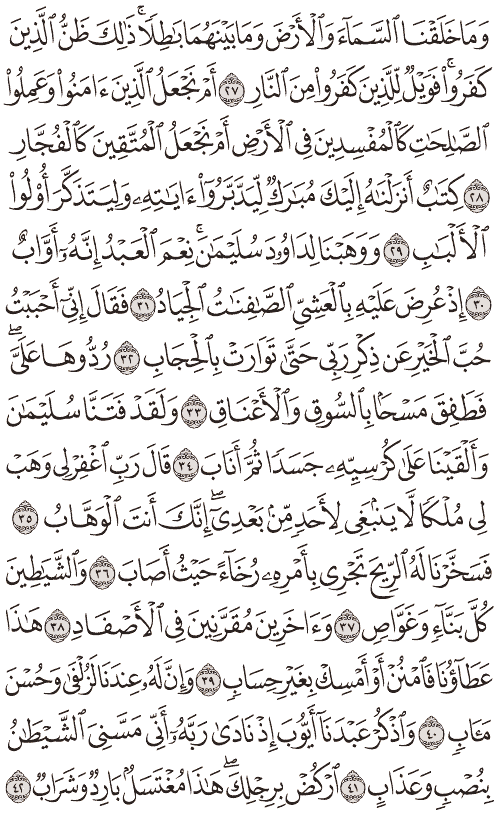 وَمَا خَلَقْنَا ٱلسَّمَآءَ وَٱلْأَرْضَ وَمَا بَيْنَهُمَا بَٰطِلًا ۚ ذَٰلِكَ ظَنُّ ٱلَّذِينَ
كَفَرُوا۟ ۚ فَوَيْلٌ لِّلَّذِينَ كَفَرُوا۟ مِنَ ٱلنَّارِ ٢٧ أَمْ نَجْعَلُ ٱلَّذِينَ ءَامَنُوا۟ وَعَمِلُوا۟
ٱلصَّٰلِحَٰتِ كَٱلْمُفْسِدِينَ فِى ٱلْأَرْضِ أَمْ نَجْعَلُ ٱلْمُتَّقِينَ كَٱلْفُجَّارِ
٢٨ كِتَٰبٌ أَنزَلْنَٰهُ إِلَيْكَ مُبَٰرَكٌ لِّيَدَّبَّرُوٓا۟ ءَايَٰتِهِۦ وَلِيَتَذَكَّرَ أُو۟لُوا۟
ٱلْأَلْبَٰبِ ٢٩ وَوَهَبْنَا لِدَاوُۥدَ سُلَيْمَٰنَ ۚ نِعْمَ ٱلْعَبْدُ ۖ إِنَّهُۥٓ أَوَّابٌ
٣٠ إِذْ عُرِضَ عَلَيْهِ بِٱلْعَشِىِّ ٱلصَّٰفِنَٰتُ ٱلْجِيَادُ ٣١ فَقَالَ إِنِّىٓ أَحْبَبْتُ
حُبَّ ٱلْخَيْرِ عَن ذِكْرِ رَبِّى حَتَّىٰ تَوَارَتْ بِٱلْحِجَابِ ٣٢ رُدُّوهَا عَلَىَّ ۖ
فَطَفِقَ مَسْحًۢا بِٱلسُّوقِ وَٱلْأَعْنَاقِ ٣٣ وَلَقَدْ فَتَنَّا سُلَيْمَٰنَ
وَأَلْقَيْنَا عَلَىٰ كُرْسِيِّهِۦ جَسَدًا ثُمَّ أَنَابَ ٣٤ قَالَ رَبِّ ٱغْفِرْ لِى وَهَبْ
لِى مُلْكًا لَّا يَنۢبَغِى لِأَحَدٍ مِّنۢ بَعْدِىٓ ۖ إِنَّكَ أَنتَ ٱلْوَهَّابُ ٣٥
فَسَخَّرْنَا لَهُ ٱلرِّيحَ تَجْرِى بِأَمْرِهِۦ رُخَآءً حَيْثُ أَصَابَ ٣٦ وَٱلشَّيَٰطِينَ
كُلَّ بَنَّآءٍ وَغَوَّاصٍ ٣٧ وَءَاخَرِينَ مُقَرَّنِينَ فِى ٱلْأَصْفَادِ ٣٨ هَٰذَا
عَطَآؤُنَا فَٱمْنُنْ أَوْ أَمْسِكْ بِغَيْرِ حِسَابٍ ٣٩ وَإِنَّ لَهُۥ عِندَنَا لَزُلْفَىٰ وَحُسْنَ
مَـَٔابٍ ٤٠ وَٱذْكُرْ عَبْدَنَآ أَيُّوبَ إِذْ نَادَىٰ رَبَّهُۥٓ أَنِّى مَسَّنِىَ ٱلشَّيْطَٰنُ
بِنُصْبٍ وَعَذَابٍ ٤١ ٱرْكُضْ بِرِجْلِكَ ۖ هَٰذَا مُغْتَسَلٌۢ بَارِدٌ وَشَرَابٌ ٤٢